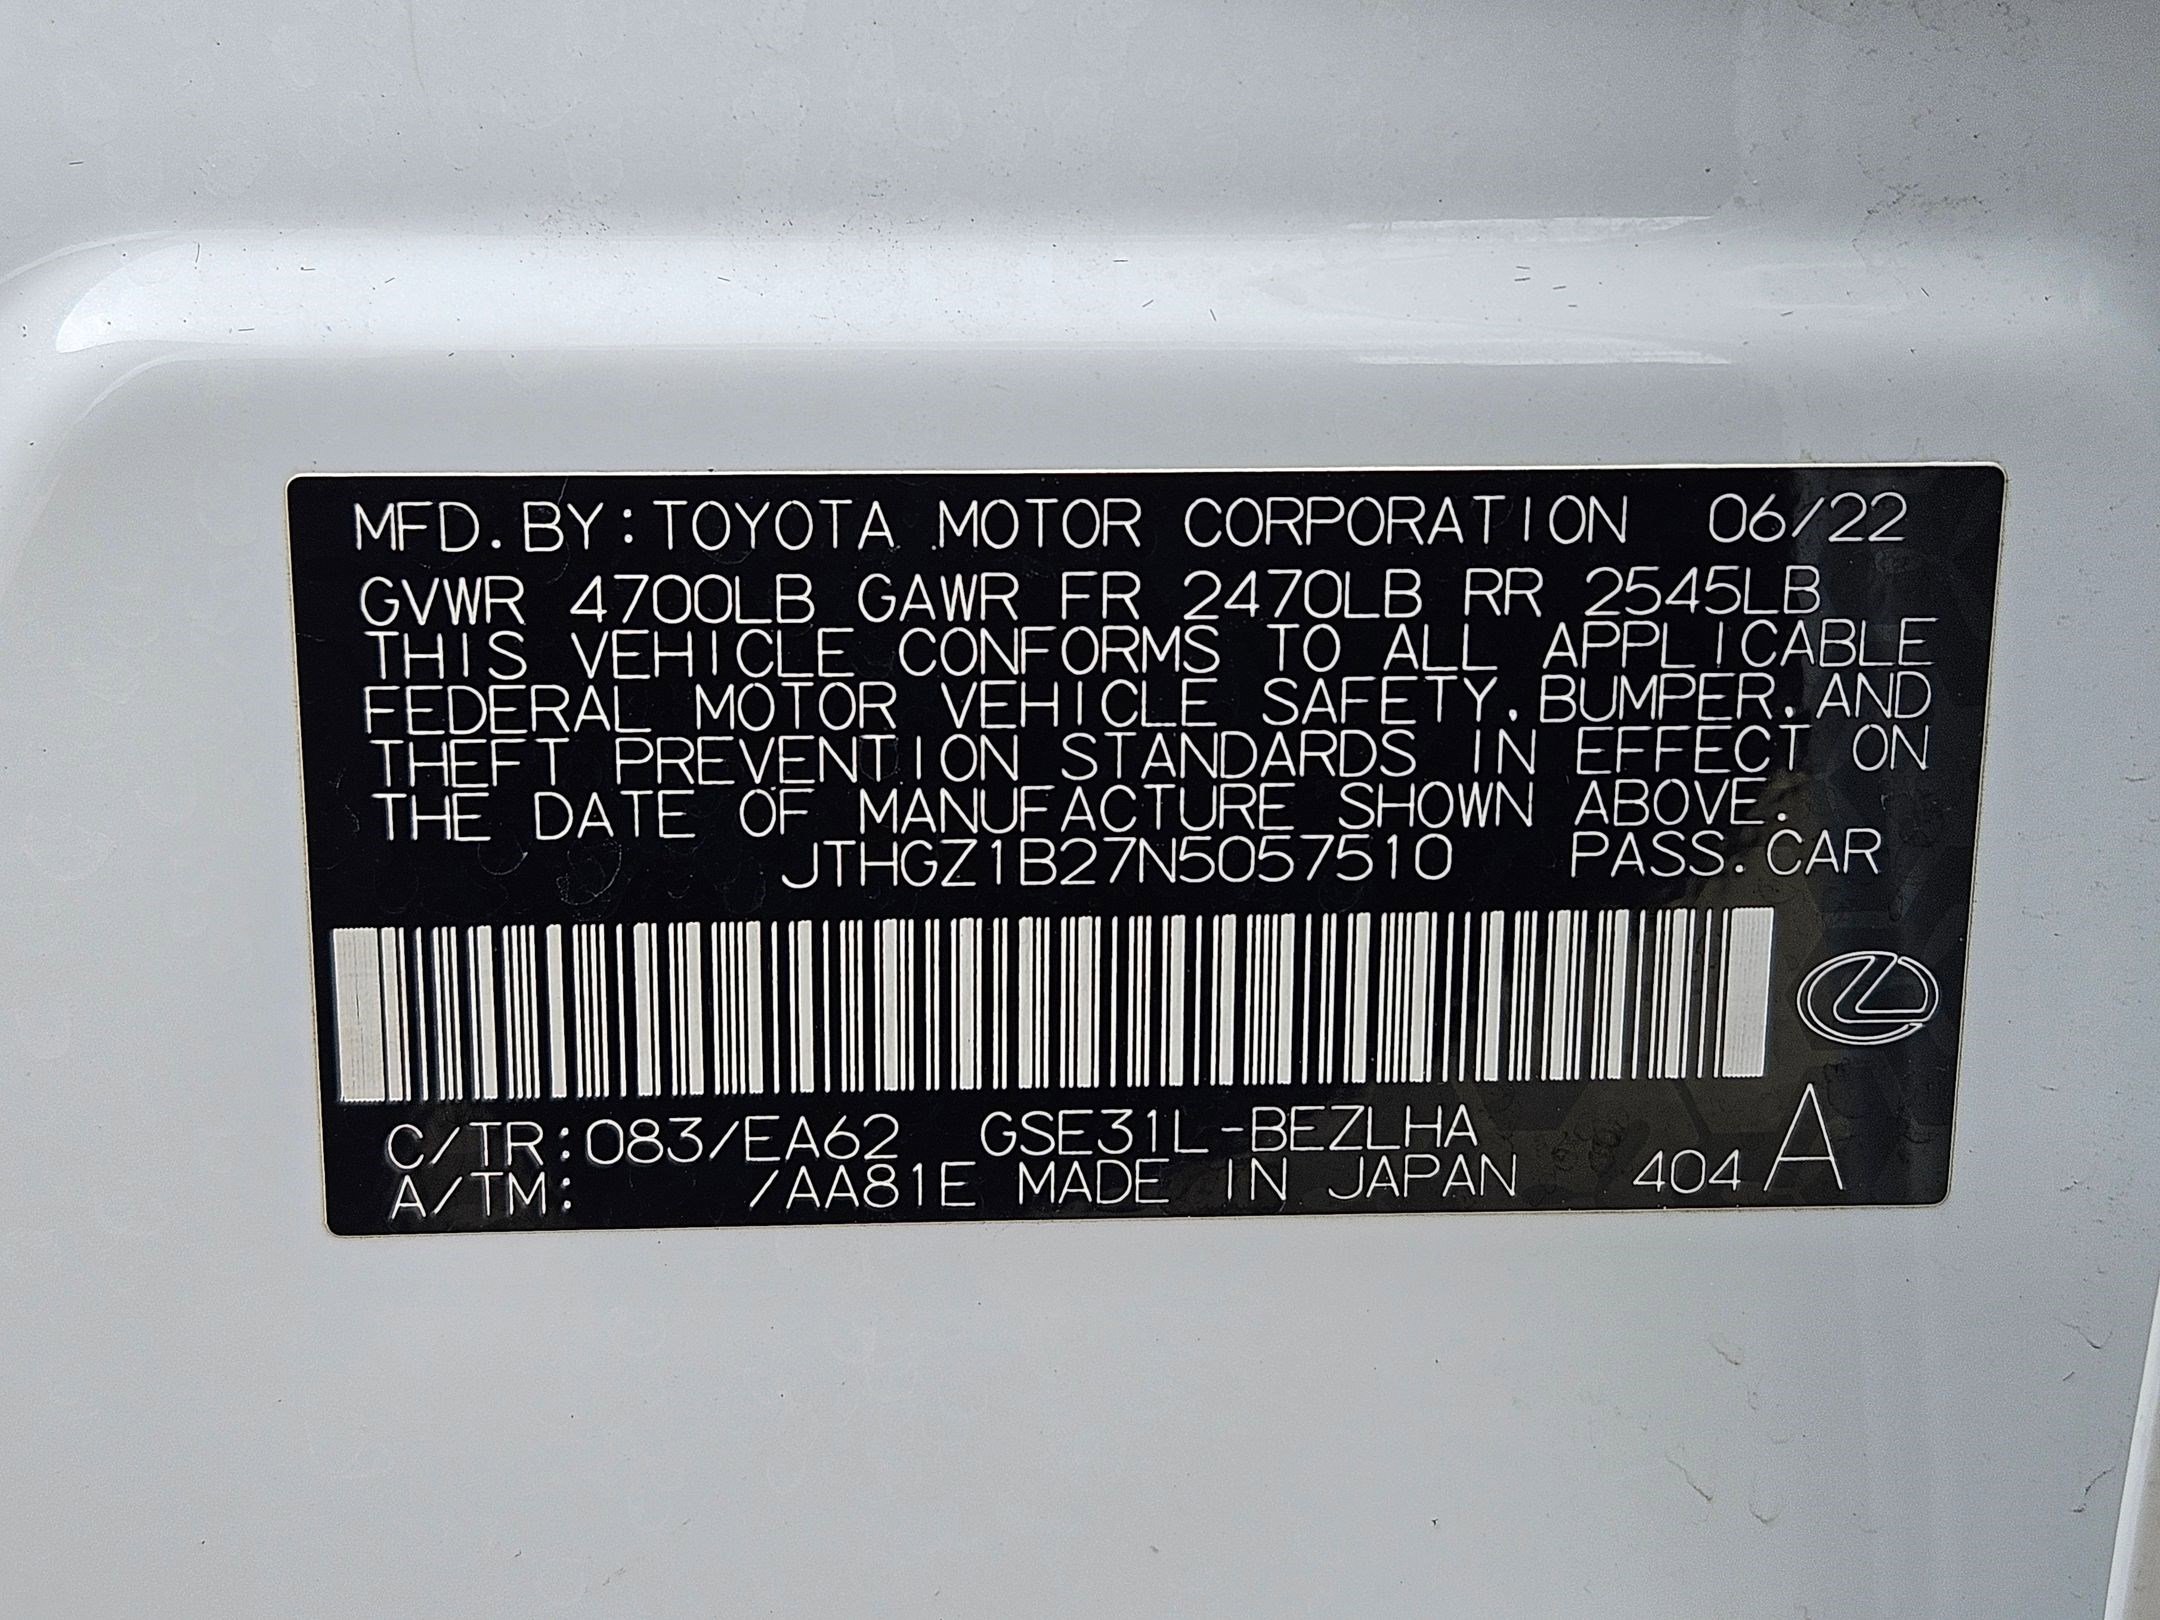 MFD. BY: TOYOTA MOTOR CORPORATION 06/22
GVWR 4700LB GAWR FR 2470LB RR 2545LB
THIS VEHICLE CONFORMS TO ALL APPLICABLE
FEDERAL MOTOR VEHICLE SAFETY, BUMPER, AND
THEFT PREVENTION STANDARDS IN EFFECT ON
THE DATE OF MANUFACTURE SHOWN ABOVE.
JTHGZ1B27N5057510 PASS. CAR
C/TR:083/EA62 GSE31L-BEZLHA
A/TM: /AA81E MADE IN JAPAN 404 A